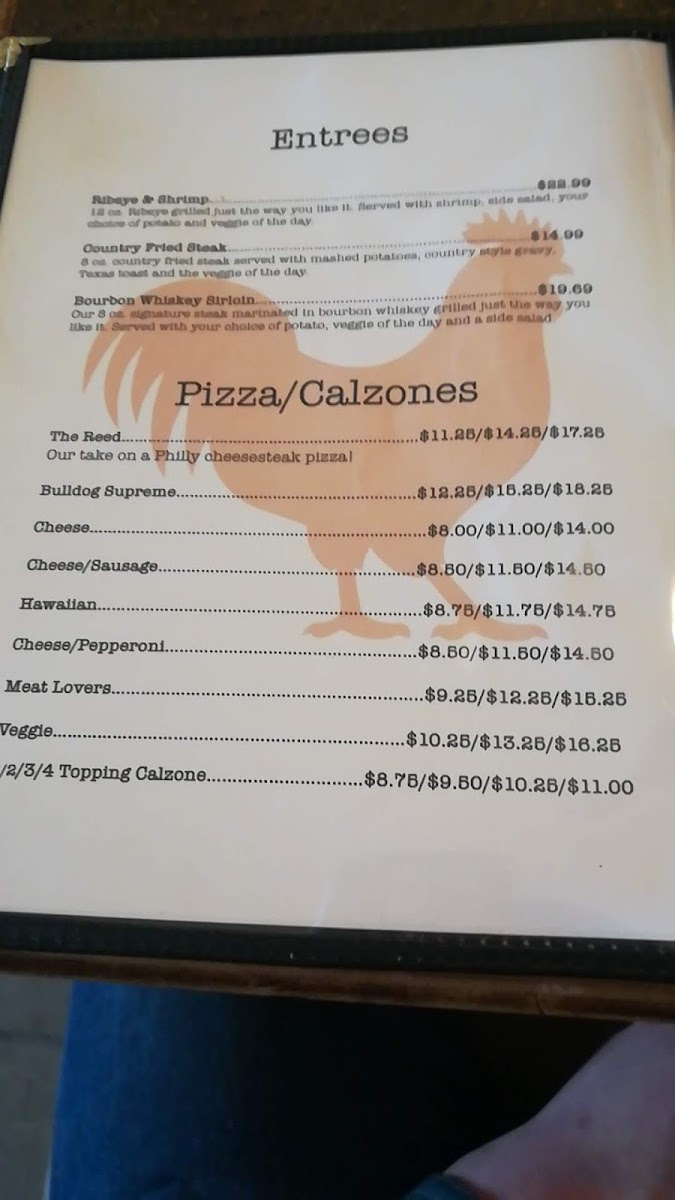 Entrees
Ribeye & Shrimp....................$22.99
12 oz. Ribeye grilled just the way you like it. Served with shrimp, side salad, your
choice of potato and veggie of the day
Country Fried Steak....................$14.99
8 oz. country fried steak served with mashed potatoes, country style gravy,
Texas toast and the veggie of the day
Bourbon Whiskey Sirloin....................$19.69
Our 8 oz. signature steak marinated in bourbon whiskey grilled just the way you
like it. Served with your choice of potato, veggie of the day and a side salad.
Pizza/Calzones
The Reed....................$11.25/$14.25/$17.25
Our take on a Philly cheesesteak pizza!
Bulldog Supreme....................$12.25/$15.25/$18.25
Cheese....................$8.00/$11.00/$14.00
Cheese/Sausage....................$8.50/$11.50/$14.50
Hawaiian....................$8.75/$11.75/$14.75
Cheese/Pepperoni....................$8.50/$11.50/$14.50
Meat Lovers....................$9.25/$12.25/$15.25
Veggie....................$10.25/$13.25/$16.25
/2/3/4 Topping Calzone....................$8.75/$9.50/$10.25/$11.00